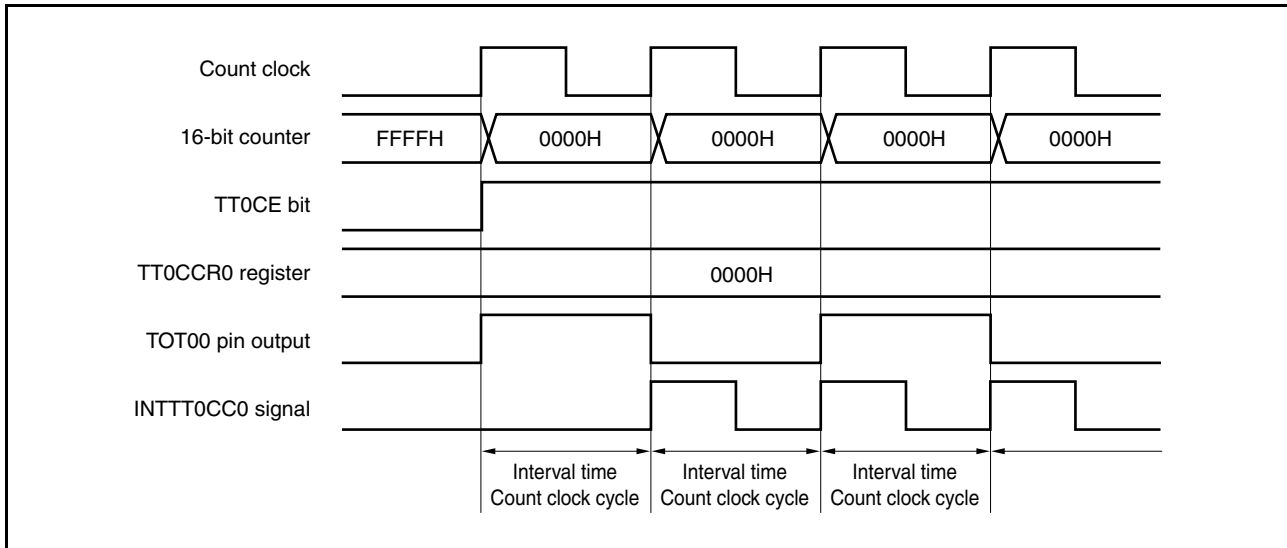 Count clock
16-bit counter
FFFFH
0000H
0000H
0000H
0000H
TT0CE bit
TT0CCR0 register
0000H
TOT00 pin output
INTTT0CC0 signal
Interval time
Count clock cycle
Interval time
Count clock cycle
Interval time
Count clock cycle